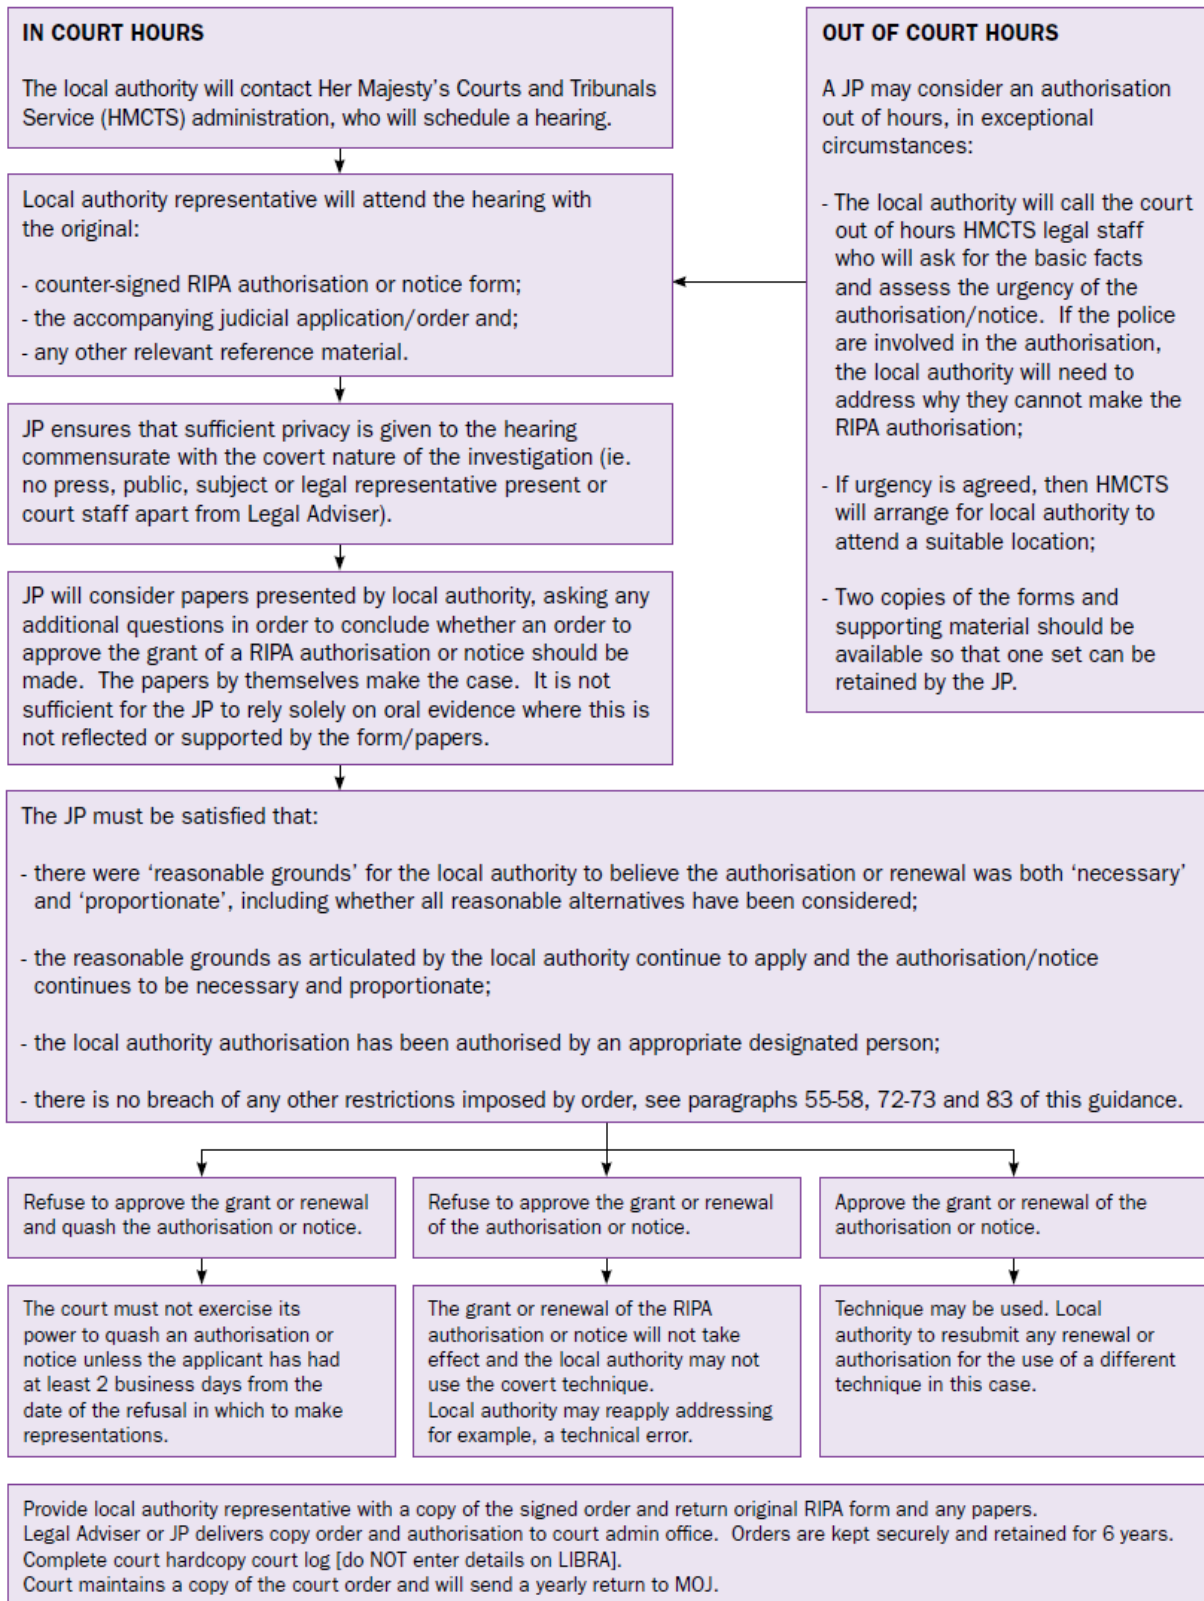 IN COURT HOURS
The local authority will contact Her Majesty's Courts and Tribunals
Service (HMCTS) administration, who will schedule a hearing.
Local authority representative will attend the hearing with
the original:
- counter-signed RIPA authorisation or notice form;
- the accompanying judicial application/order and;
- any other relevant reference material.
JP ensures that sufficient privacy is given to the hearing
commensurate with the covert nature of the investigation (ie.
no press, public, subject or legal representative present or
court staff apart from Legal Adviser).
JP will consider papers presented by local authority, asking any
additional questions in order to conclude whether an order to
approve the grant of a RIPA authorisation or notice should be
made.  The papers by themselves make the case.  It is not
sufficient for the JP to rely solely on oral evidence where this is
not reflected or supported by the form/papers.
OUT OF COURT HOURS
A JP may consider an authorisation
out of hours, in exceptional
circumstances:
- The local authority will call the court
out of hours HMCTS legal staff
who will ask for the basic facts
and assess the urgency of the
authorisation/notice.  If the police
are involved in the authorisation,
the local authority will need to
address why they cannot make the
RIPA authorisation;
- If urgency is agreed, then HMCTS
will arrange for local authority to
attend a suitable location;
- Two copies of the forms and
supporting material should be
available so that one set can be
retained by the JP.
The JP must be satisfied that:
- there were 'reasonable grounds' for the local authority to believe the authorisation or renewal was both 'necessary'
and 'proportionate', including whether all reasonable alternatives have been considered;
- the reasonable grounds as articulated by the local authority continue to apply and the authorisation/notice
continues to be necessary and proportionate;
- the local authority authorisation has been authorised by an appropriate designated person;
- there is no breach of any other restrictions imposed by order, see paragraphs 55-58, 72-73 and 83 of this guidance.
Refuse to approve the grant or renewal
and quash the authorisation or notice.
The court must not exercise its
power to quash an authorisation or
notice unless the applicant has had
at least 2 business days from the
date of the refusal in which to make
representations.
Refuse to approve the grant or renewal
of the authorisation or notice.
The grant or renewal of the RIPA
authorisation or notice will not take
effect and the local authority may not
use the covert technique.
Local authority may reapply addressing
for example, a technical error.
Approve the grant or renewal of the
authorisation or notice.
Technique may be used. Local
authority to resubmit any renewal or
authorisation for the use of a different
technique in this case.
Provide local authority representative with a copy of the signed order and return original RIPA form and any papers.
Legal Adviser or JP delivers copy order and authorisation to court admin office.  Orders are kept securely and retained for 6 years.
Complete court hardcopy court log [do NOT enter details on LIBRA].
Court maintains a copy of the court order and will send a yearly return to MOJ.